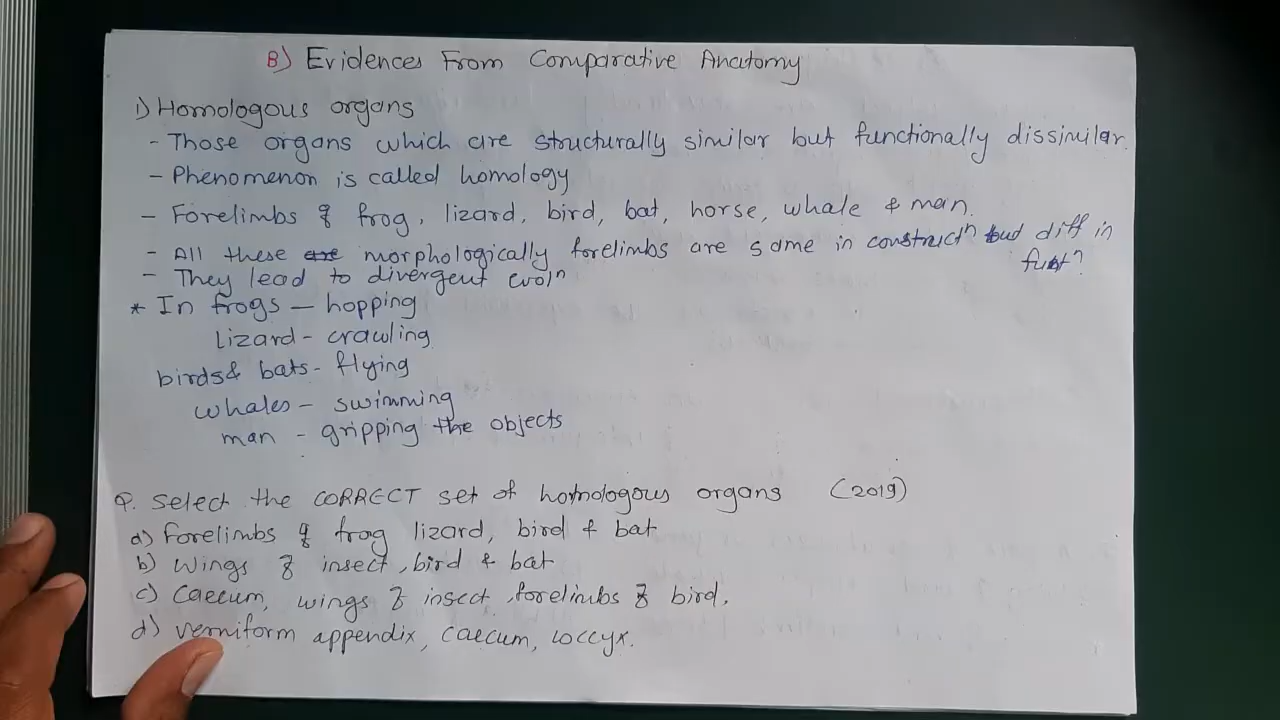 B) Evidences From Comparative Anatomy
1) Homologous organs
- Those organs which are structurally similar but functionally dissimilar.
- Phenomenon is called homology
- Forelimbs of frog, lizard, bird, bat, horse, whale & man.
- All these are morphologically forelimbs are same in constructn but diff in functn
- They lead to divergent evoln
* In frogs - hopping
lizard - crawling
birds & bats - flying
whales - swimming
man - gripping the objects
Q. Select the CORRECT set of homologous organs (2019)
a) Forelimbs of frog lizard, bird & bat
b) Wings of insect, bird & bat
c) Caecum, wings of insect, forelimbs of bird.
d) Vermiform appendix, caecum, coccyx.